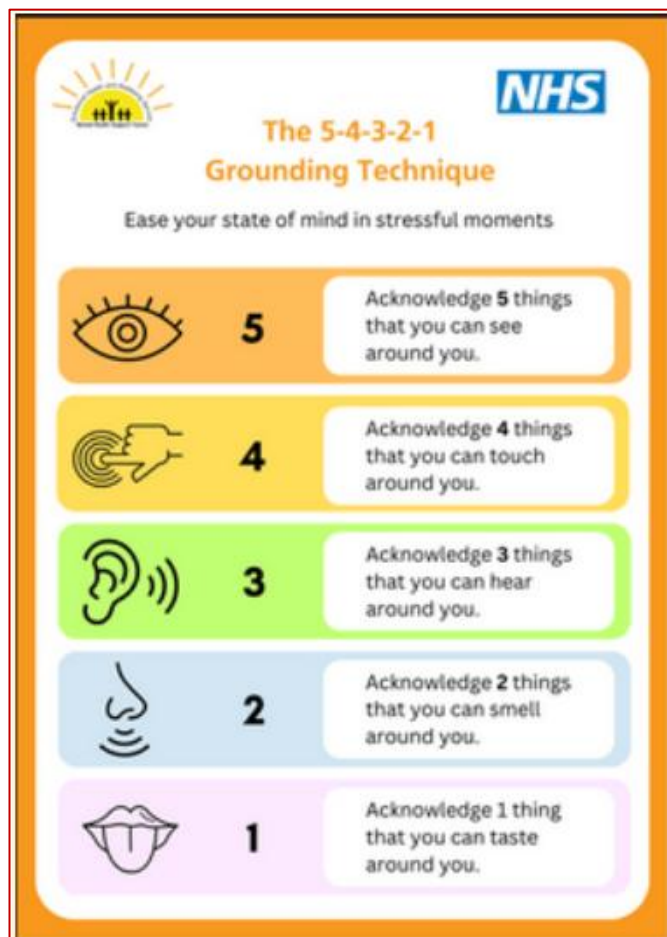 NHS
The 5-4-3-2-1
Grounding Technique
Ease your state of mind in stressful moments
5
Acknowledge 5 things
that you can see
around you.
4
Acknowledge 4 things
that you can touch
around you.
3
Acknowledge 3 things
that you can hear
around you.
2
Acknowledge 2 things
that you can smell
around you.
1
Acknowledge 1 thing
that you can taste
around you.